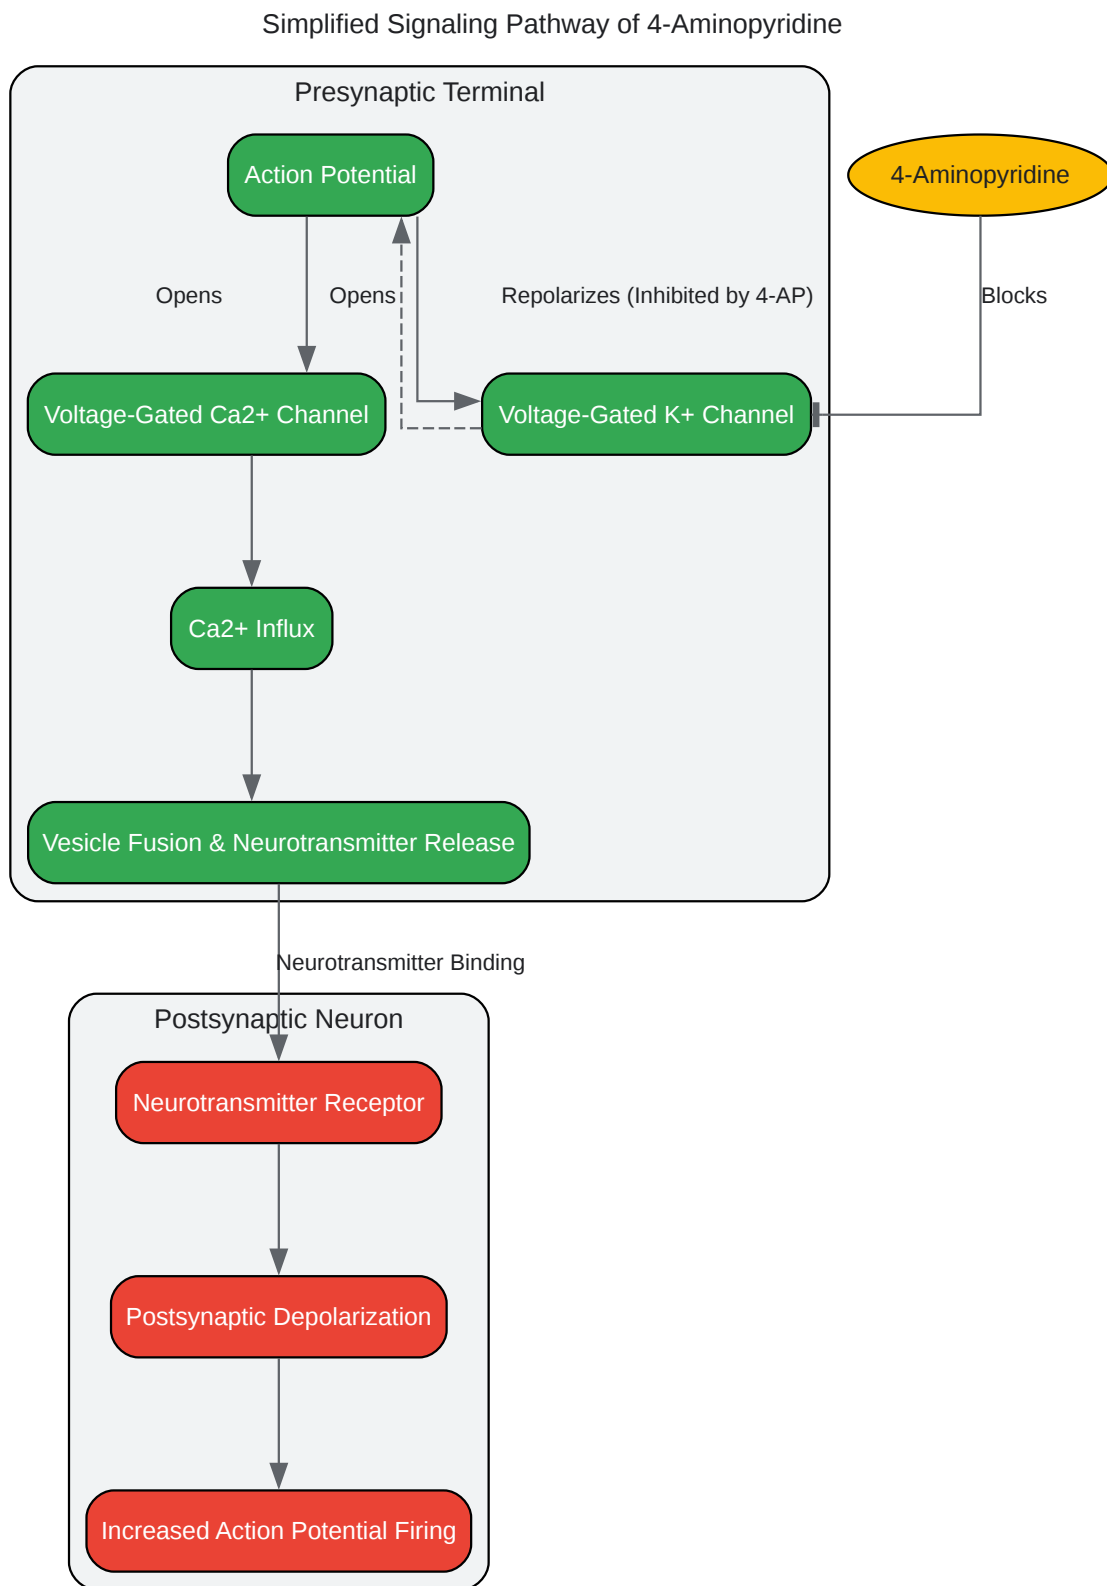 Simplified Signaling Pathway of 4-Aminopyridine
Presynaptic Terminal
Action Potential
4-Aminopyridine
Opens
Opens
Repolarizes (Inhibited by 4-AP)
Blocks
Voltage-Gated Ca2+ Channel
Voltage-Gated K+ Channel
Ca2+ Influx
Vesicle Fusion & Neurotransmitter Release
Neurotransmitter Binding
Postsynaptic Neuron
Neurotransmitter Receptor
Postsynaptic Depolarization
Increased Action Potential Firing